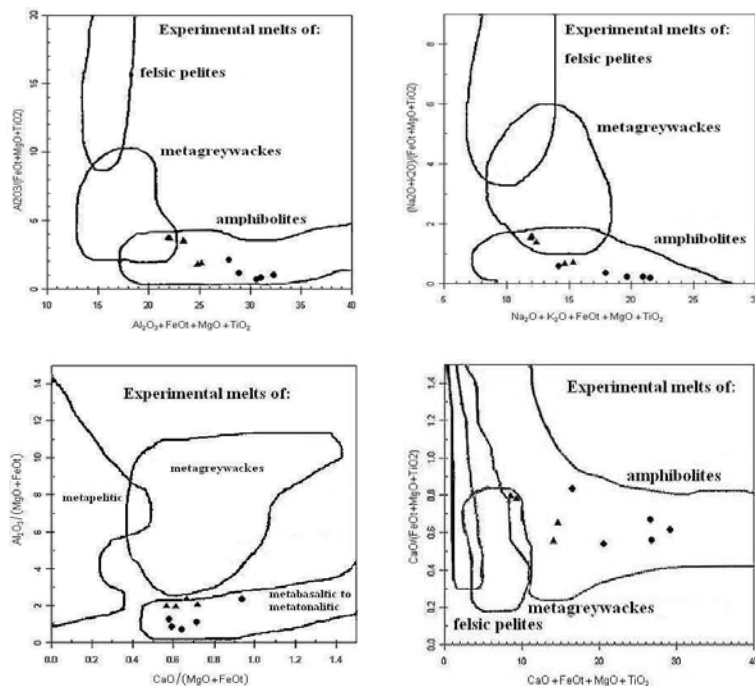 Experimental melts of:
felsic pelites
metagreywackes
amphibolites
Al2O3/(FeOt+MgO+TiO2)
20
15
10
5
0
10 15 20 25 30 35 40
Al₂O₃+FeOt+MgO+TiO₂
Experimental melts of:
felsic pelites
metagreywackes
amphibolites
(Na2O+K2O)/(FeOt+MgO+TiO2)
8
6
4
2
0
5 10 15 20 25 30
Na₂O+K₂O+FeOt+MgO+TiO₂
Experimental melts of:
metagreywackes
metapelitic
metabasaltic to
metatonalitic
Al₂O₃/(MgO+FeOt)
14
12
10
8
6
4
2
0
0.0 0.2 0.4 0.6 0.8 1.0 1.2 1.4
CaO/(MgO+FeOt)
Experimental melts of:
amphibolites
metagreywackes
felsic pelites
CaO/(FeOt+MgO+TiO2)
1.4
1.2
1.0
0.8
0.6
0.4
0.2
0.0
0 10 20 30 40
CaO+FeOt+MgO+TiO₂